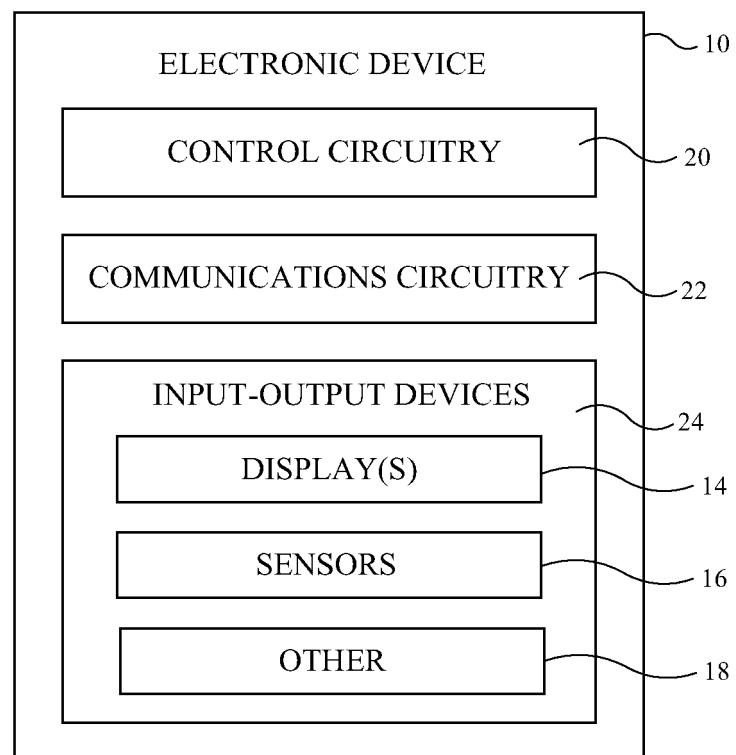 10
ELECTRONIC DEVICE
CONTROL CIRCUITRY
20
COMMUNICATIONS CIRCUITRY
22
INPUT-OUTPUT DEVICES
24
DISPLAY(S)
14
SENSORS
16
OTHER
18